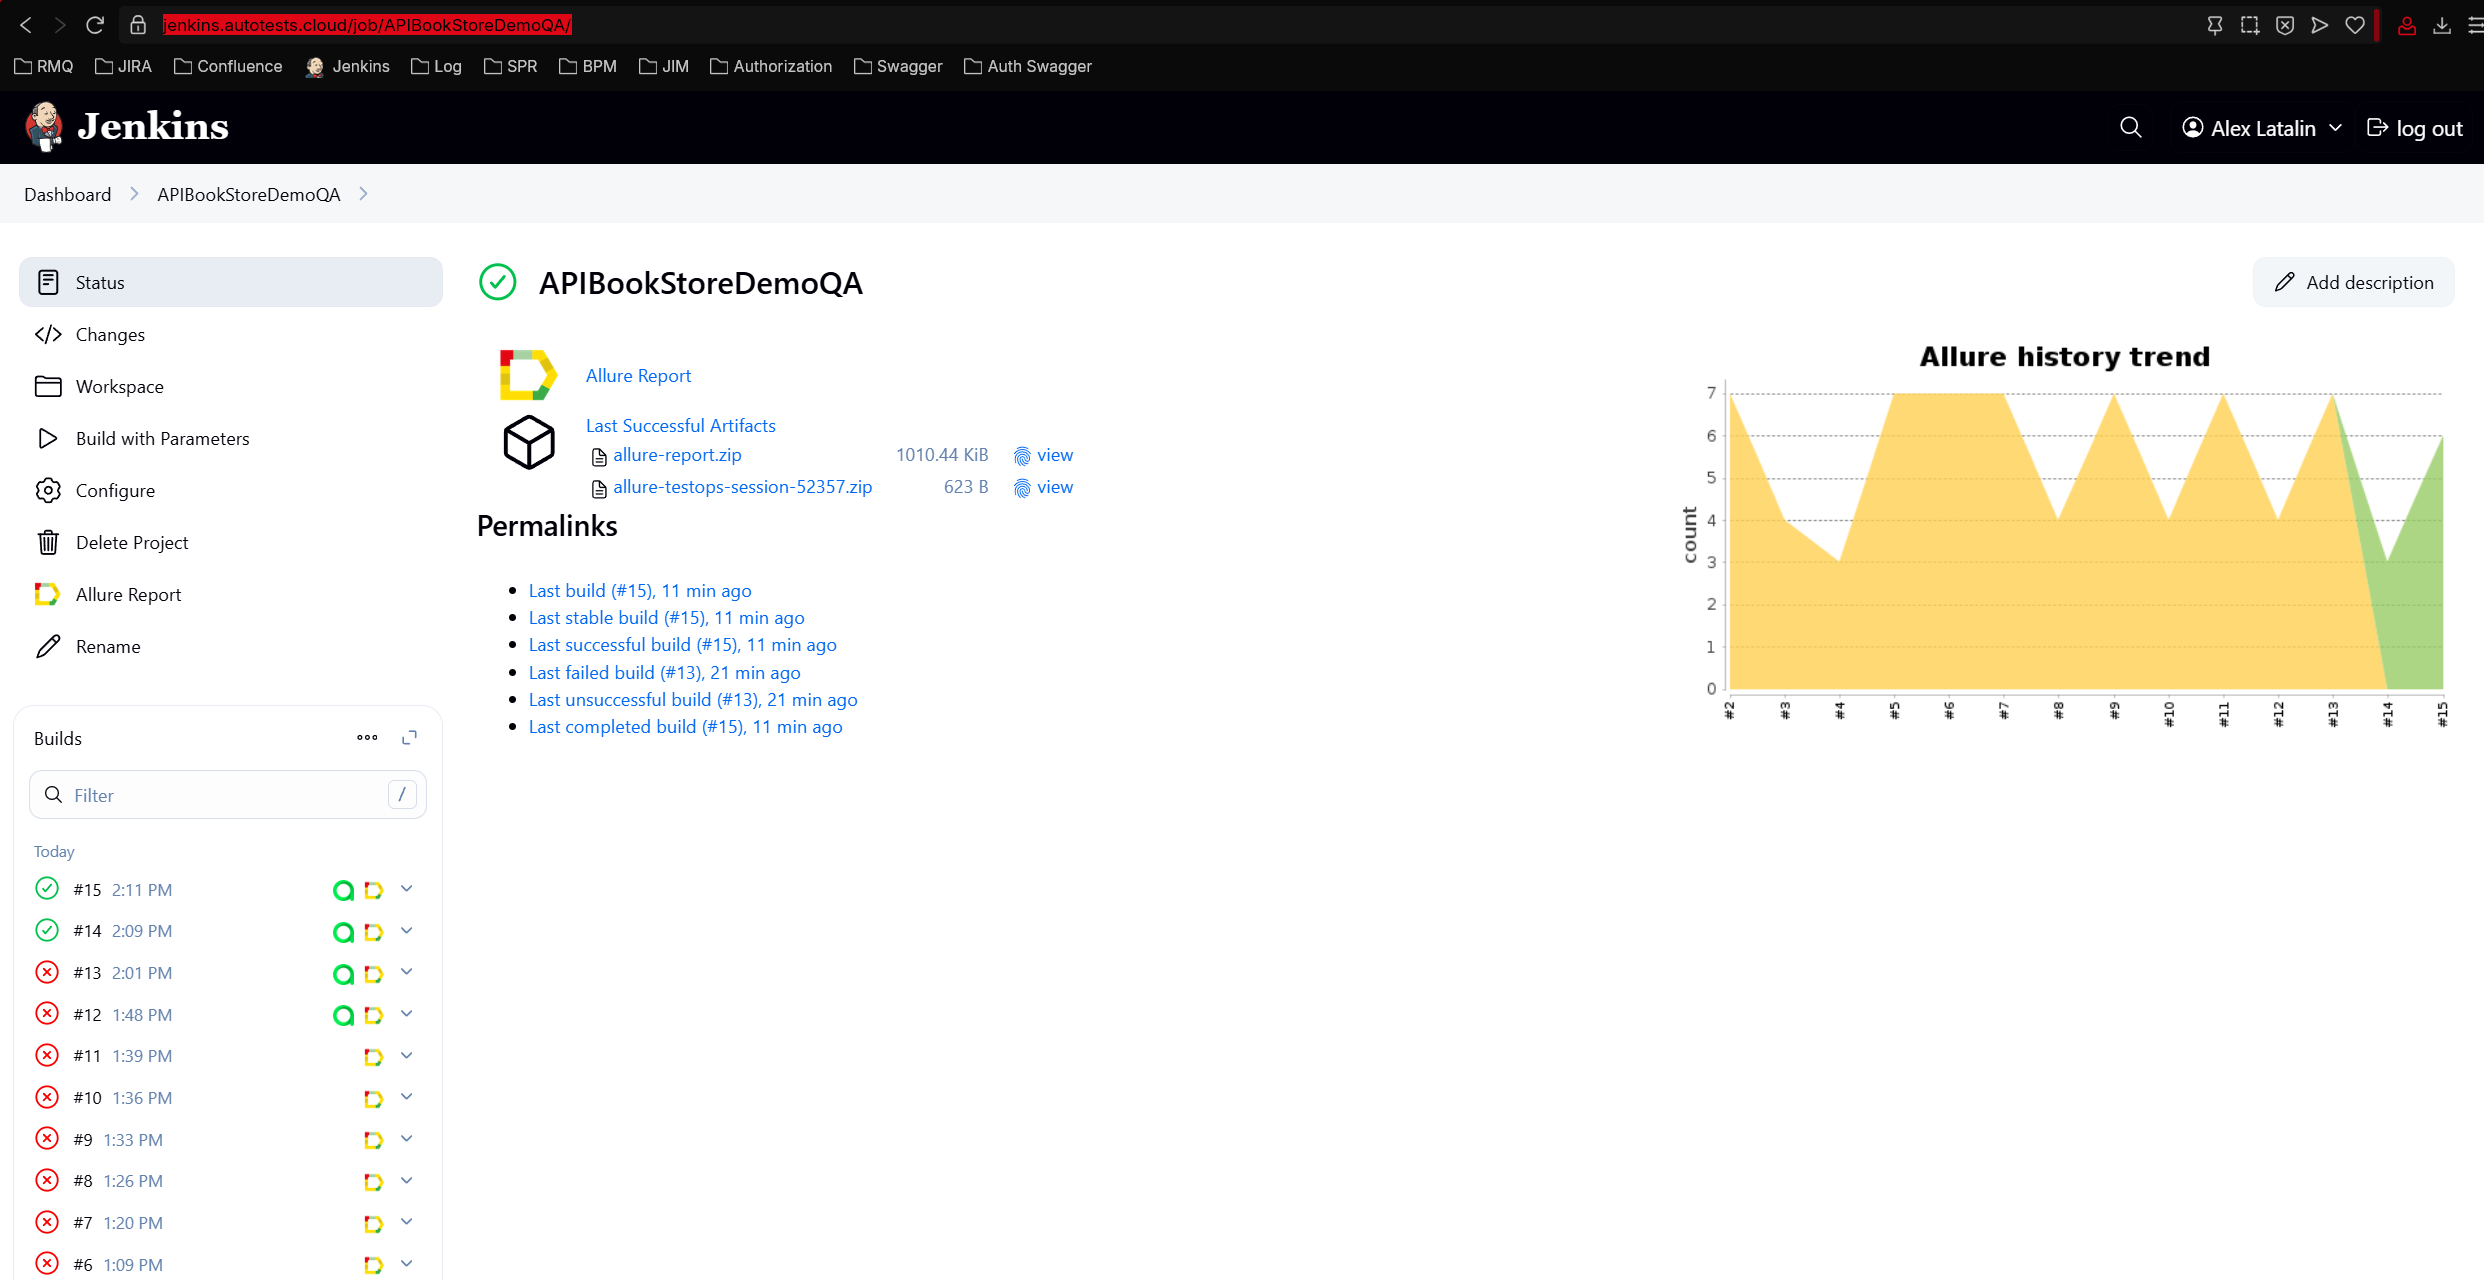 jenkins.autotests.cloud/job/APIBookStoreDemoQA/
RMQ JIRA Confluence Jenkins Log SPR BPM JIM Authorization Swagger Auth Swagger
Jenkins
Alex Latalin log out
Dashboard APIBookStoreDemoQA
Status
Changes
Workspace
Build with Parameters
Configure
Delete Project
Allure Report
Rename
Builds
Filter /
Today
#15 2:11 PM
#14 2:09 PM
#13 2:01 PM
#12 1:48 PM
#11 1:39 PM
#10 1:36 PM
#9 1:33 PM
#8 1:26 PM
#7 1:20 PM
#6 1:09 PM
APIBookStoreDemoQA
Add description
Allure Report
Last Successful Artifacts
allure-report.zip 1010.44 KiB view
allure-testops-session-52357.zip 623 B view
Permalinks
Last build (#15), 11 min ago
Last stable build (#15), 11 min ago
Last successful build (#15), 11 min ago
Last failed build (#13), 21 min ago
Last unsuccessful build (#13), 21 min ago
Last completed build (#15), 11 min ago
Allure history trend
count
7
6
5
4
3
2
1
0
#2 #3 #4 #5 #6 #7 #8 #9 #10 #11 #12 #13 #14 #15